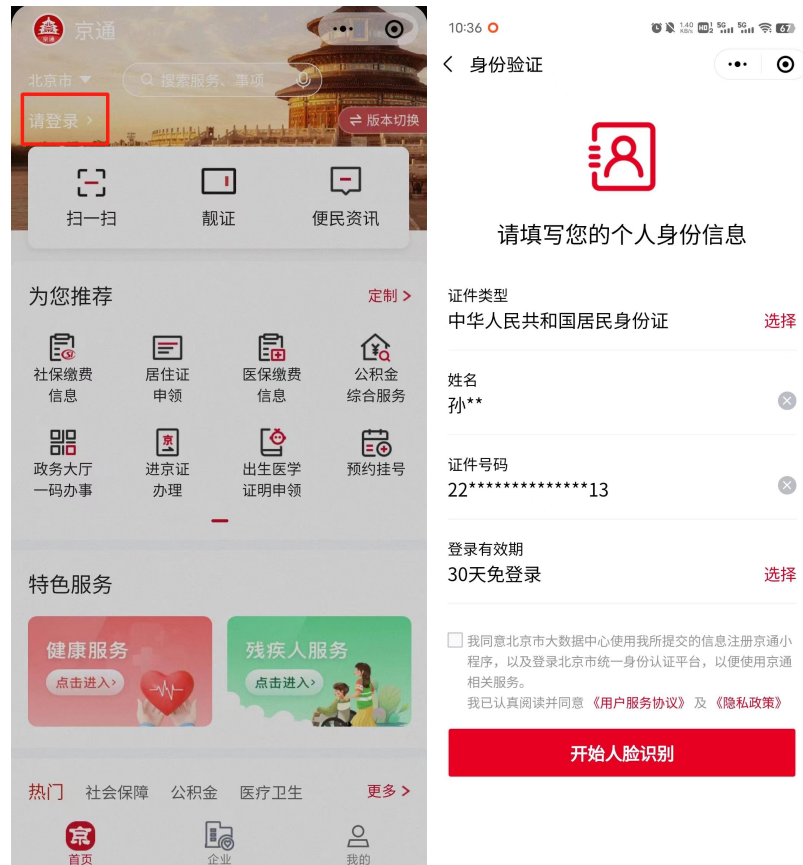 京通
北京市
搜索服务、事项
请登录 >
版本切换
扫一扫
靓证
便民资讯
为您推荐
定制 >
社保缴费
信息
居住证
申领
医保缴费
信息
公积金
综合服务
政务大厅
一码办事
进京证
办理
出生医学
证明申领
预约挂号
特色服务
健康服务
点击进入>
残疾人服务
点击进入>
热门
社会保障
公积金
医疗卫生
更多 >
京
首页
企业
我的
10:36
1.40 KB/s HD 2 5G 5G 67
身份验证
请填写您的个人身份信息
证件类型
中华人民共和国居民身份证
选择
姓名
孙**
证件号码
22**************13
登录有效期
30天免登录
选择
我同意北京市大数据中心使用我所提交的信息注册京通小
程序，以及登录北京市统一身份认证平台，以便使用京通
相关服务。
我已认真阅读并同意 《用户服务协议》 及 《隐私政策》
开始人脸识别